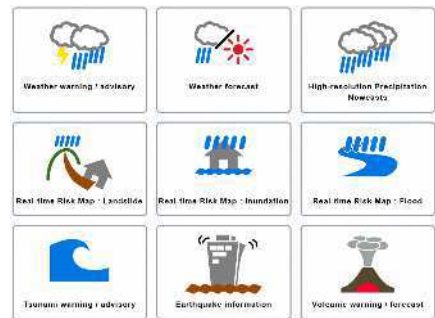 Weather warning / advisory
Weather forecast
High-resolution Precipitation
Nowcasts
Real-time Risk Map : Landslide
Real-time Risk Map : Inundation
Real-time Risk Map : Flood
Tsunami warning / advisory
Earthquake information
Volcanic warning / forecast